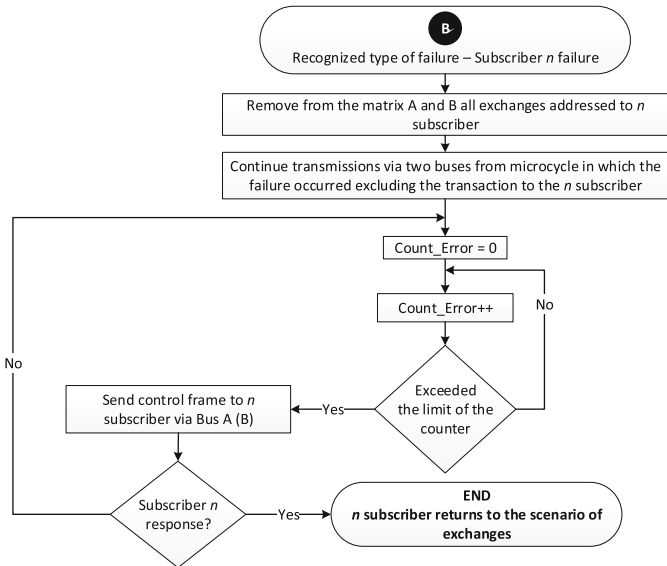 B
Recognized type of failure – Subscriber n failure
Remove from the matrix A and B all exchanges addressed to n
subscriber
Continue transmissions via two buses from microcycle in which the
failure occurred excluding the transaction to the n subscriber
Count_Error = 0
Count_Error++
No
Exceeded
the limit of the
counter
Yes
Send control frame to n
subscriber via Bus A (B)
No
Subscriber n
response?
Yes
END
n subscriber returns to the scenario of
exchanges